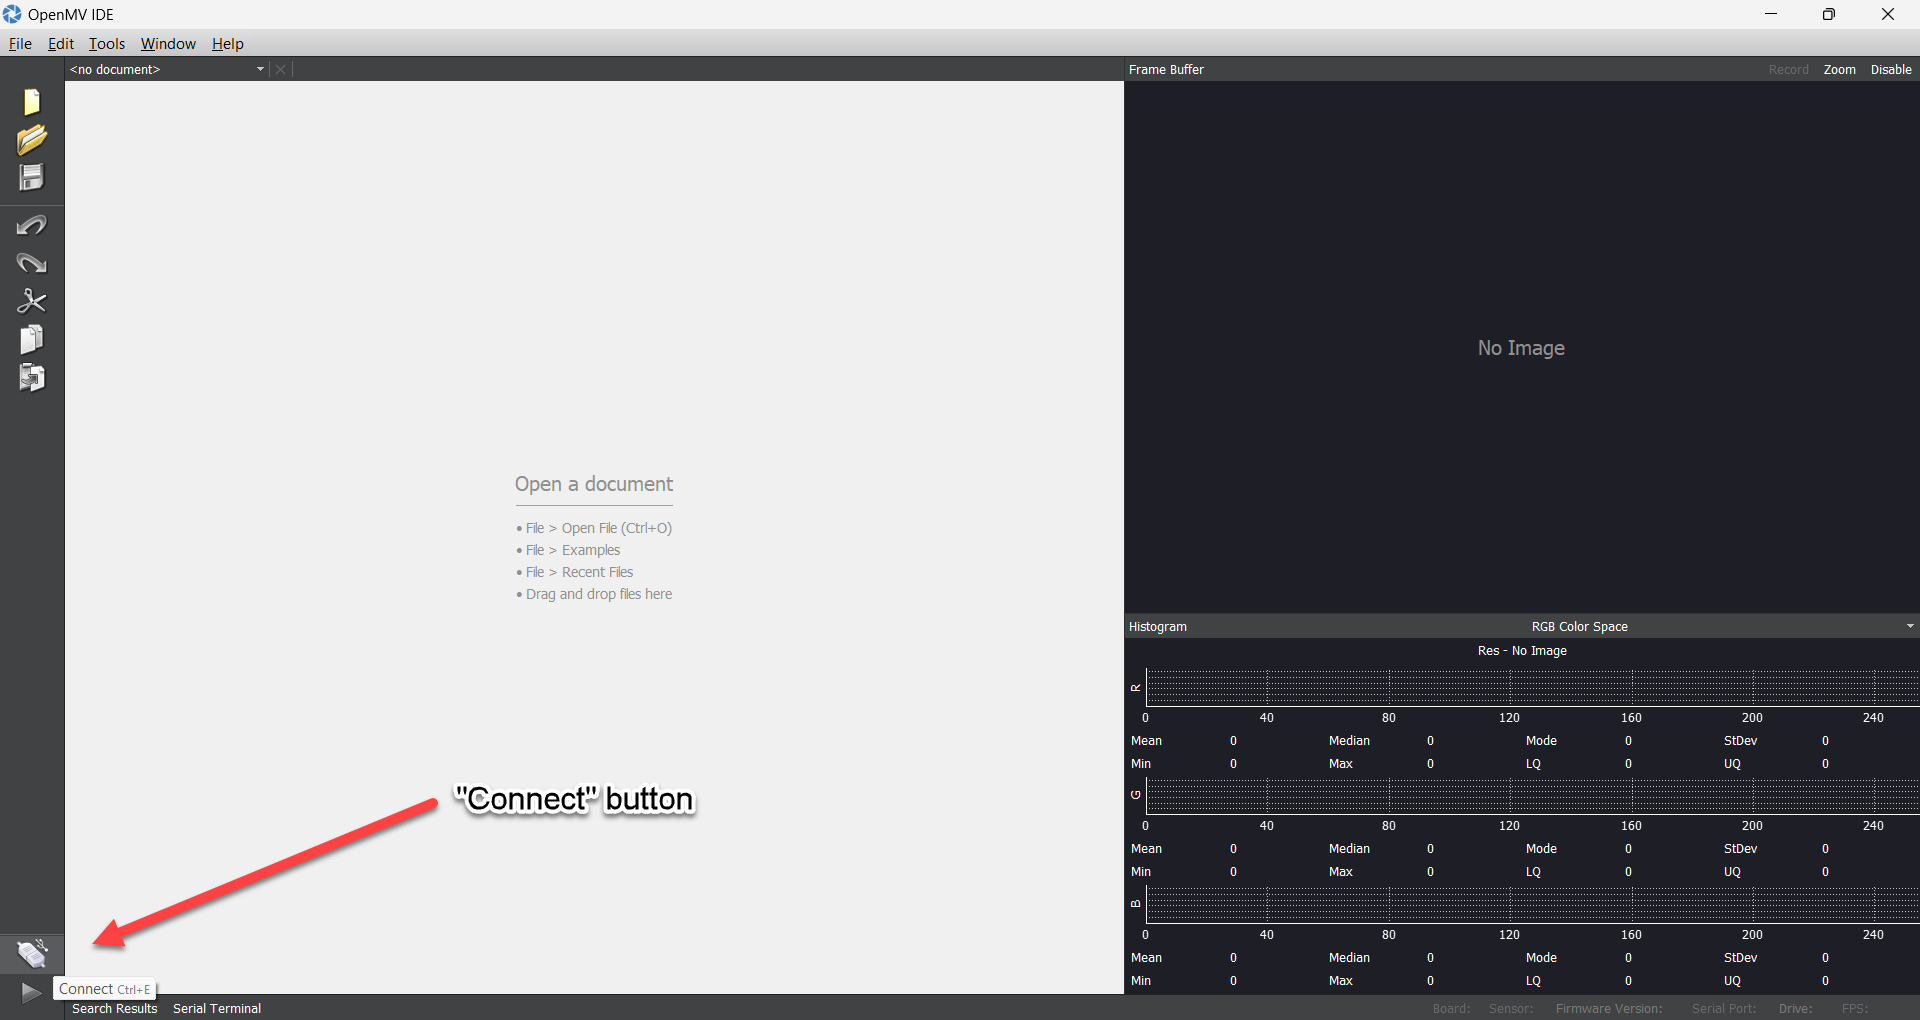 OpenMV IDE
File Edit Tools Window Help
<no document>
Frame Buffer Record Zoom Disable
No Image
Open a document
• File > Open File (Ctrl+O)
• File > Examples
• File > Recent Files
• Drag and drop files here
"Connect" button
Connect Ctrl+E
Search Results Serial Terminal
Histogram RGB Color Space
Res - No Image
R
0 40 80 120 160 200 240
Mean 0 Median 0 Mode 0 StDev 0
Min 0 Max 0 LQ 0 UQ 0
G
0 40 80 120 160 200 240
Mean 0 Median 0 Mode 0 StDev 0
Min 0 Max 0 LQ 0 UQ 0
B
0 40 80 120 160 200 240
Mean 0 Median 0 Mode 0 StDev 0
Min 0 Max 0 LQ 0 UQ 0
Board: Sensor: Firmware Version: Serial Port: Drive: FPS: